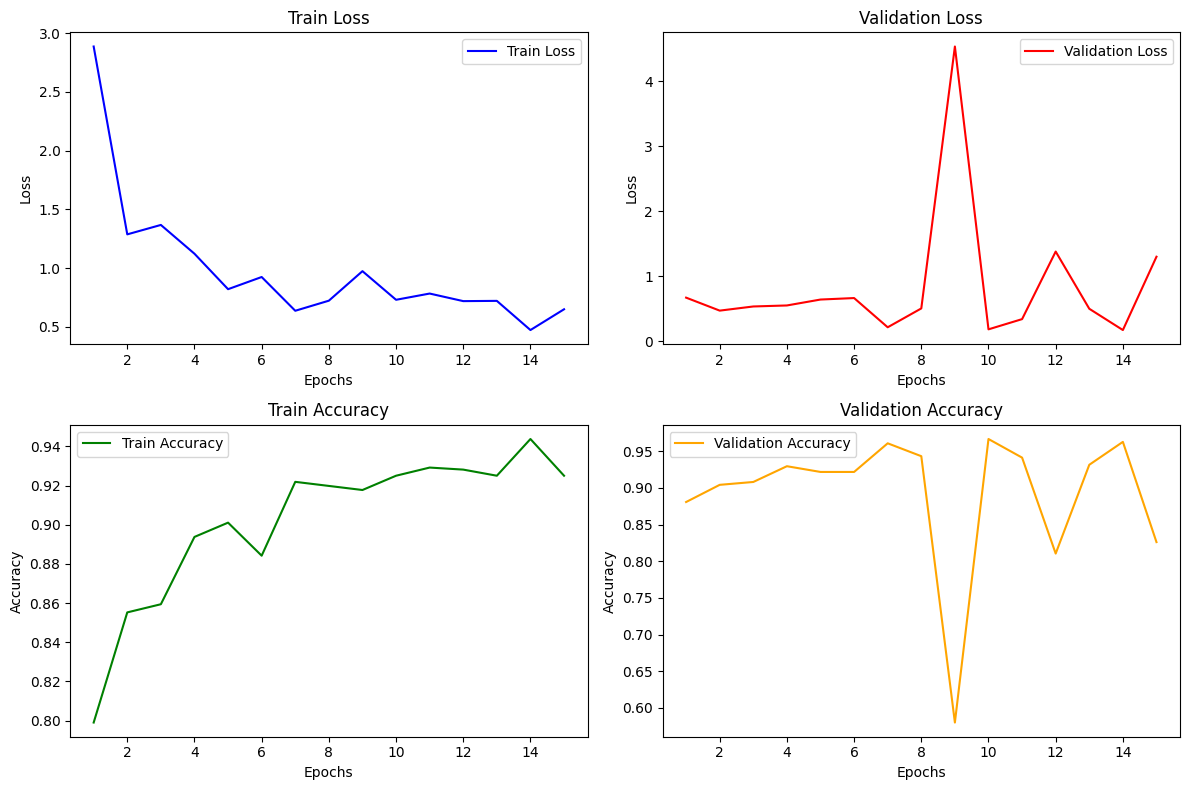 Train Loss
Train Loss
3.0
2.5
2.0
1.5
1.0
0.5
Loss
2 4 6 8 10 12 14
Epochs
Validation Loss
Validation Loss
4
3
2
1
0
Loss
2 4 6 8 10 12 14
Epochs
Train Accuracy
Train Accuracy
0.94
0.92
0.90
0.88
0.86
0.84
0.82
0.80
Accuracy
2 4 6 8 10 12 14
Epochs
Validation Accuracy
Validation Accuracy
0.95
0.90
0.85
0.80
0.75
0.70
0.65
0.60
Accuracy
2 4 6 8 10 12 14
Epochs